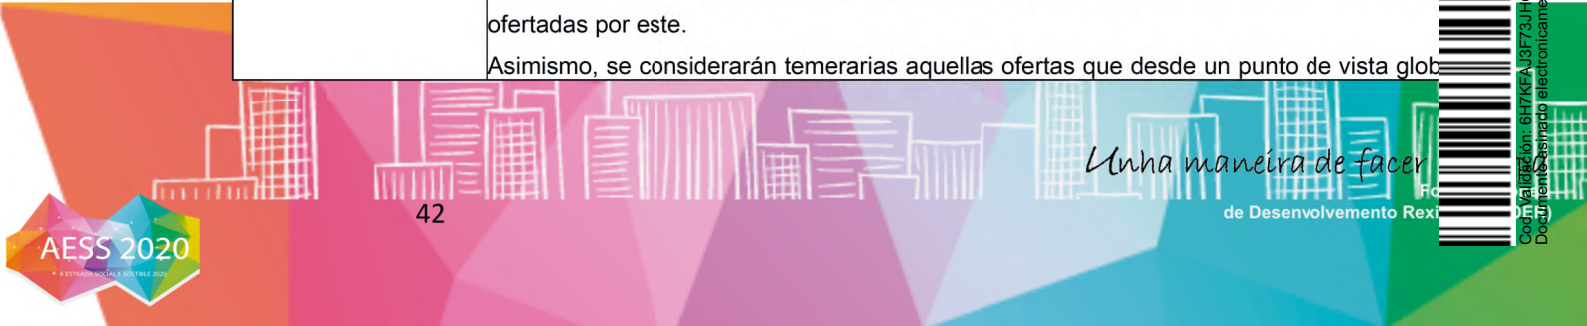 ofertadas por este.
Asimismo, se considerarán temerarias aquellas ofertas que desde un punto de vista glob
Unha maneira de facer
de Desenvolvemento Rexi
42
AESS 2020
A ESTRADA SOCIAL E SOSTIBLE 2020